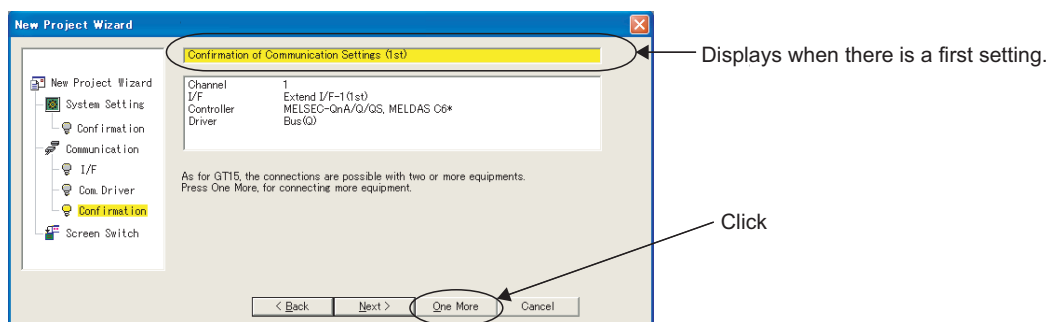 New Project Wizard
Confirmation of Communication Settings (1st)
Displays when there is a first setting.
New Project Wizard
System Setting
Confirmation
Communication
I/F
Com. Driver
Confirmation
Screen Switch
Channel 1
I/F Extend I/F-1(1st)
Controller MELSEC-QnA/Q/QS, MELDAS C6*
Driver Bus(Q)
As for GT15, the connections are possible with two or more equipments.
Press One More, for connecting more equipment.
Click
< Back Next > One More Cancel